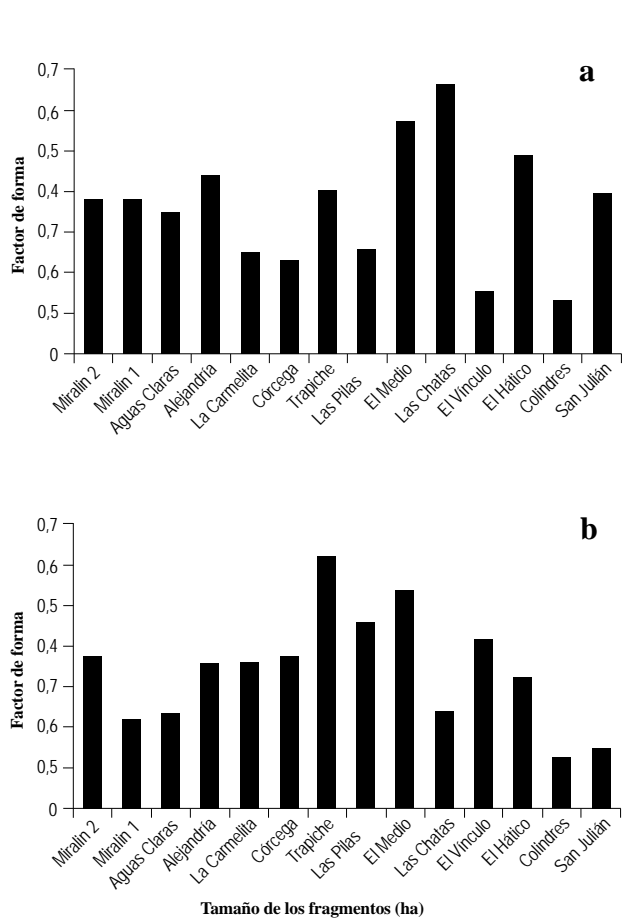 a
0,7
0,6
0,5
0,4
0,7
0,6
0,5
0
Factor de forma
Miralin 2
Miralin 1
Aguas Claras
Alejandría
La Carmelita
Córcega
Trapiche
Las Pilas
El Medio
Las Chatas
El Vínculo
El Hático
Colindres
San Julián
b
0,7
0,6
0,5
0,4
0,7
0,6
0,5
0
Factor de forma
Miralin 2
Miralin 1
Aguas Claras
Alejandría
La Carmelita
Córcega
Trapiche
Las Pilas
El Medio
Las Chatas
El Vínculo
El Hático
Colindres
San Julián
Tamaño de los fragmentos (ha)